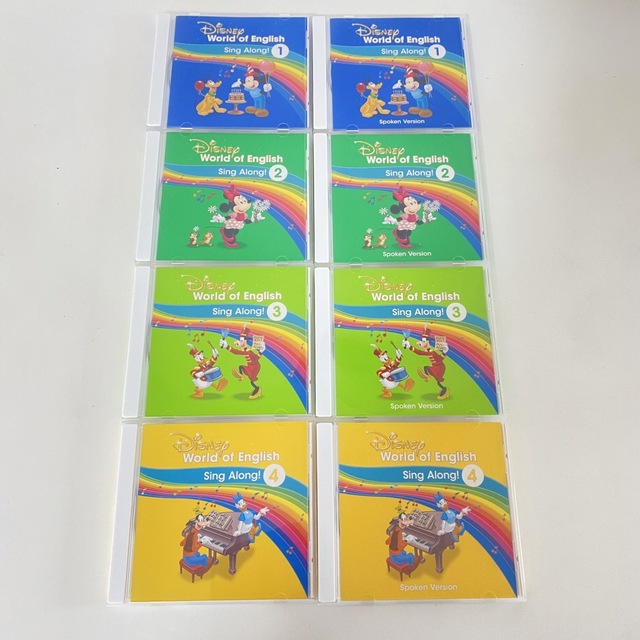 Disney
World of English
Sing Along! 1
Disney
World of English
Sing Along! 1
Spoken Version
Disney
World of English
Sing Along! 2
Disney
World of English
Sing Along! 2
Spoken Version
Disney
World of English
Sing Along! 3
Disney
World of English
Sing Along! 3
Spoken Version
Disney
World of English
Sing Along! 4
Disney
World of English
Sing Along! 4
Spoken Version